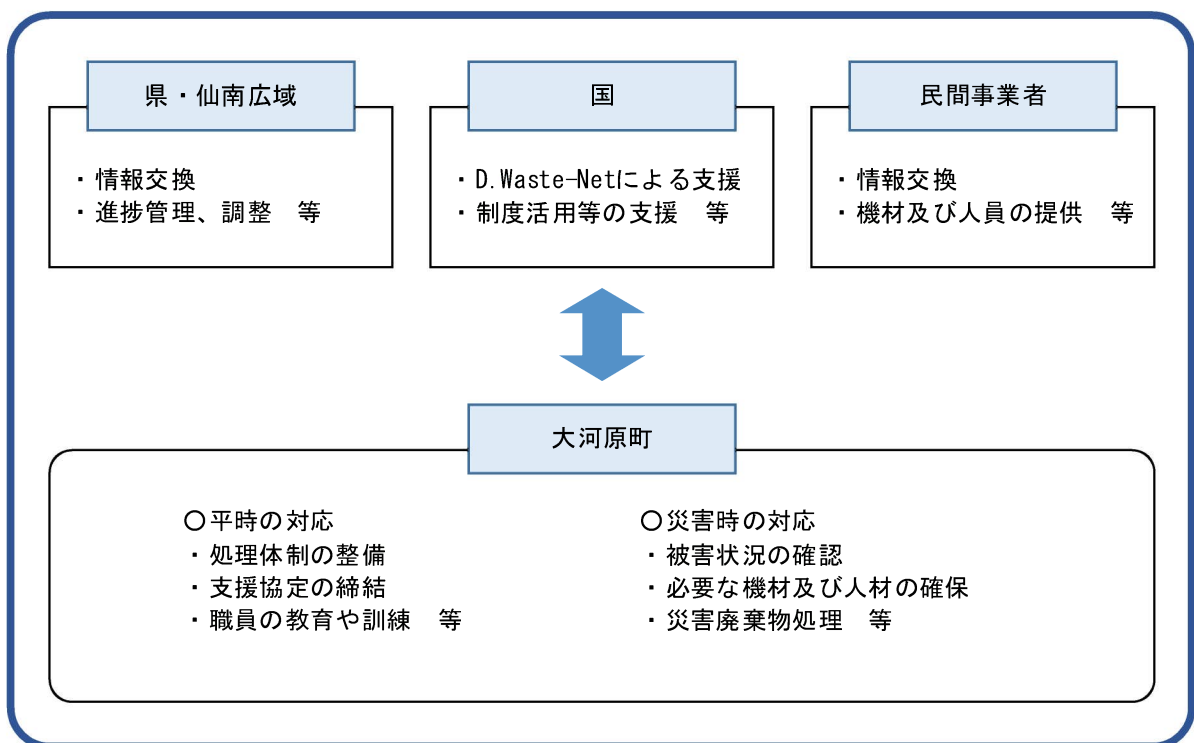 県・仙南広域
・情報交換
・進捗管理、調整　等
国
・D.Waste-Netによる支援
・制度活用等の支援　等
民間事業者
・情報交換
・機材及び人員の提供　等
大河原町
〇平時の対応
・処理体制の整備
・支援協定の締結
・職員の教育や訓練　等
〇災害時の対応
・被害状況の確認
・必要な機材及び人材の確保
・災害廃棄物処理　等